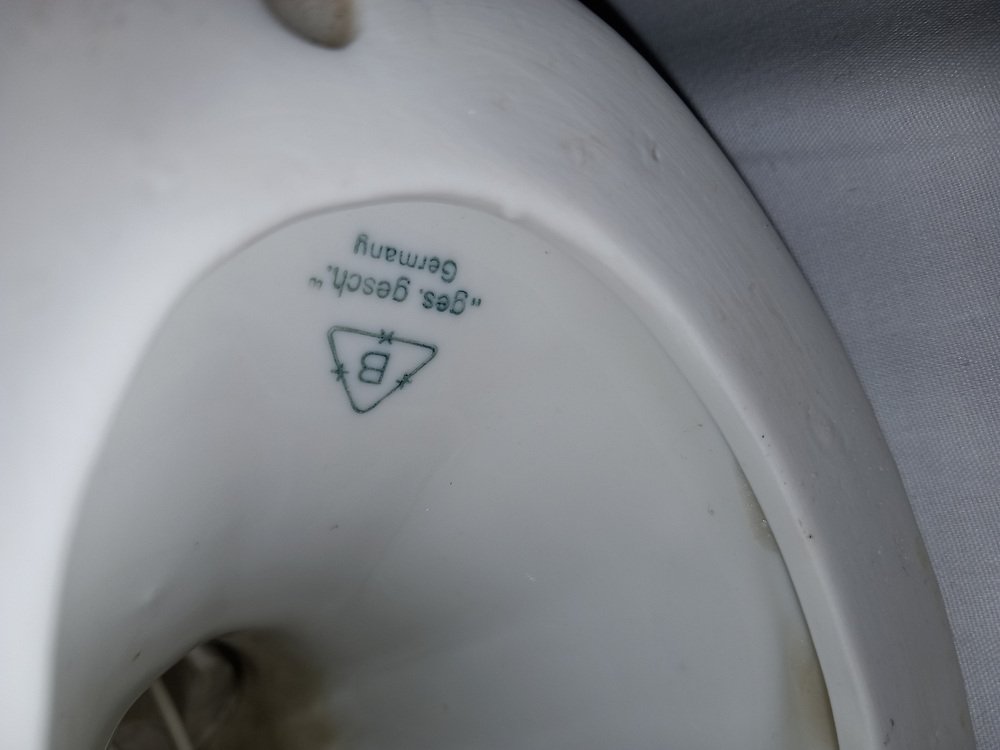 B
"ges. gesch."
Germany